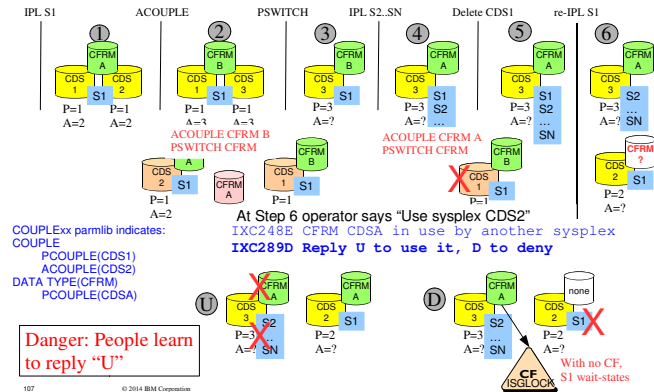 IPL S1
ACOUPLE
PSWITCH
IPL S2..SN
Delete CDS1
re-IPL S1
1
2
3
4
5
6
CFRM
A
CDS
1
CDS
2
S1
P=1
A=2
P=1
A=2
CFRM
B
CDS
1
CDS
3
S1
P=1
A=3
P=1
A=3
CFRM
B
CDS
3
S1
P=3
A=?
CFRM
A
CDS
3
S1
S2
...
SN
P=3
A=?
CFRM
A
CDS
3
S1
S2
...
SN
P=3
A=?
CFRM
A
CDS
3
S2
...
SN
P=3
A=?
ACOUPLE CFRM B
PSWITCH CFRM
A
CDS
2
S1
P=1
A=2
CFRM
A
CFRM
B
CDS
1
S1
P=1
ACOUPLE CFRM A
PSWITCH CFRM
CFRM
B
CDS
1
S1
P=1
CFRM
?
CDS
2
S1
P=2
A=?
At Step 6 operator says “Use sysplex CDS2”
IXC248E CFRM CDSA in use by another sysplex
IXC289D Reply U to use it, D to deny
COUPLExx parmlib indicates:
COUPLE
PCOUPLE(CDS1)
ACOUPLE(CDS2)
DATA TYPE(CFRM)
PCOUPLE(CDSA)
U
CFRM
A
CDS
3
S2
...
SN
P=3
A=?
CFRM
A
CDS
2
S1
P=2
A=?
D
CFRM
A
CDS
3
S2
...
SN
P=3
A=?
none
CDS
2
S1
P=2
A=?
CF
ISGLOCK
With no CF,
S1 wait-states
Danger: People learn
to reply “U”
107
© 2014 IBM Corporation